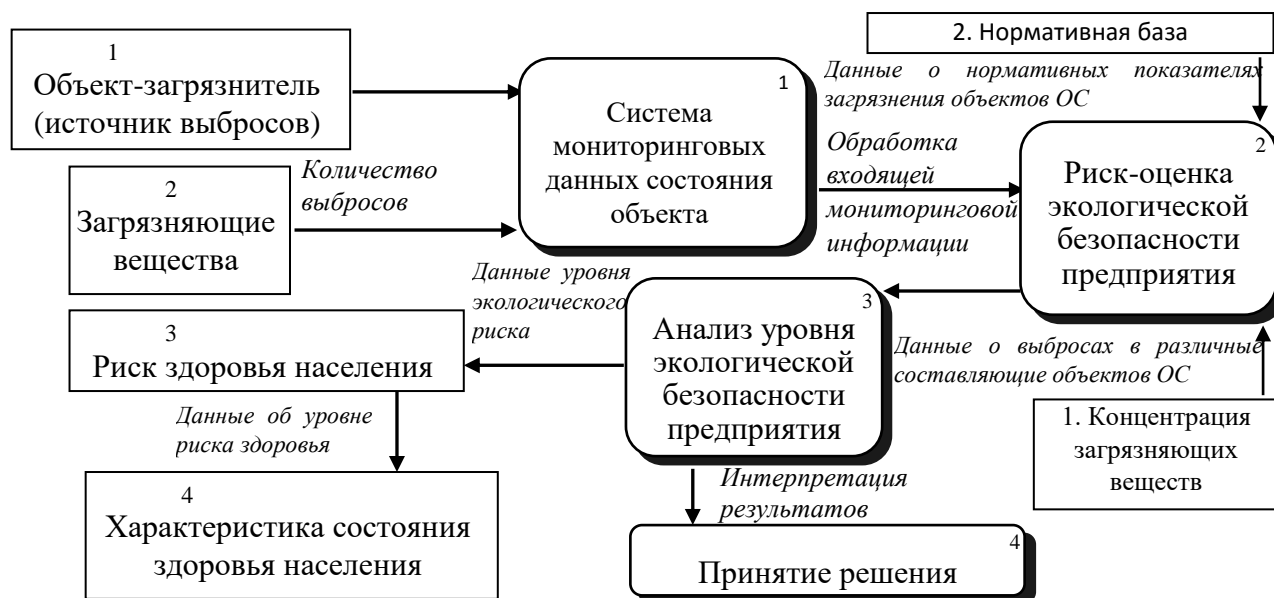 1
Объект-загрязнитель
(источник выбросов)
2
Загрязняющие
вещества
Количество
выбросов
1
Система
мониторинговых
данных состояния
объекта
2. Нормативная база
Данные о нормативных показателях
загрязнения объектов ОС
Обработка
входящей
мониторинговой
информации
2
Риск-оценка
экологической
безопасности
предприятия
Данные уровня
экологического
риска
3
Риск здоровья населения
3
Анализ уровня
экологической
безопасности
предприятия
Данные о выбросах в различные
составляющие объектов ОС
1. Концентрация
загрязняющих
веществ
Данные об уровне
риска здоровья
4
Характеристика состояния
здоровья населения
Интерпретация
результатов
4
Принятие решения